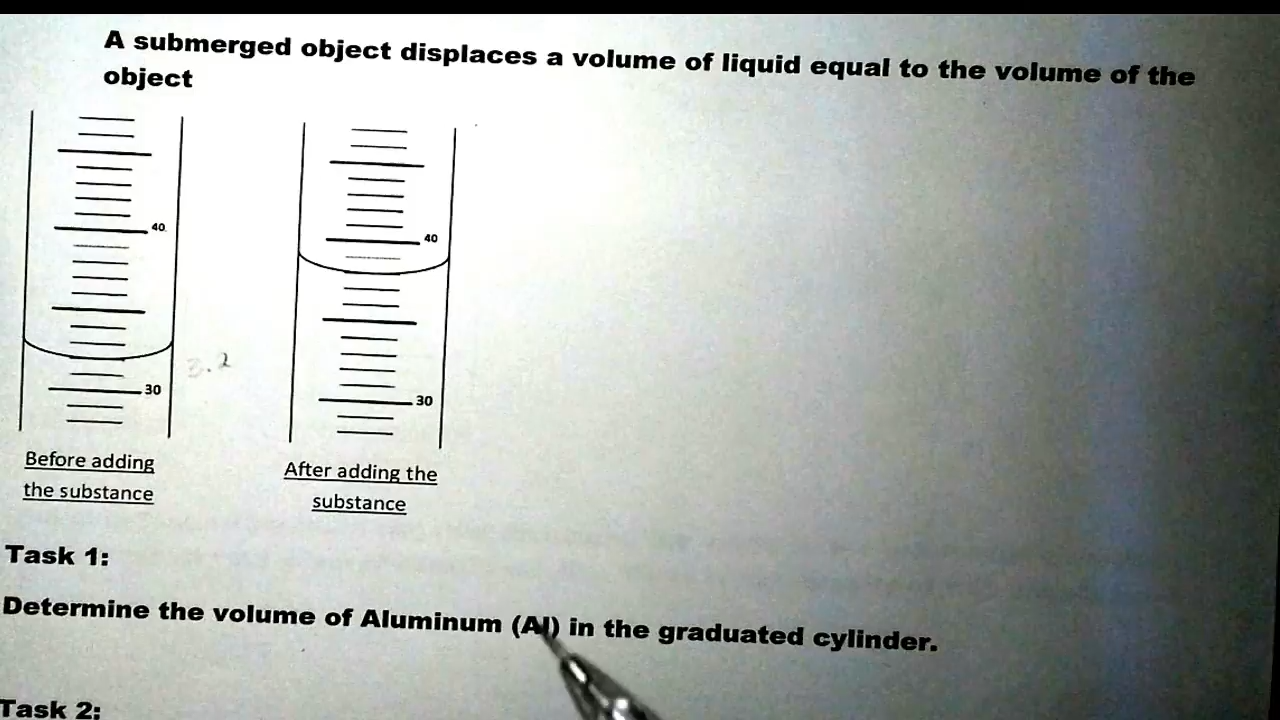 A submerged object displaces a volume of liquid equal to the volume of the
object
40
30
3.2
Before adding
the substance
40
30
After adding the
substance
Task 1:
Determine the volume of Aluminum (Al) in the graduated cylinder.
Task 2: